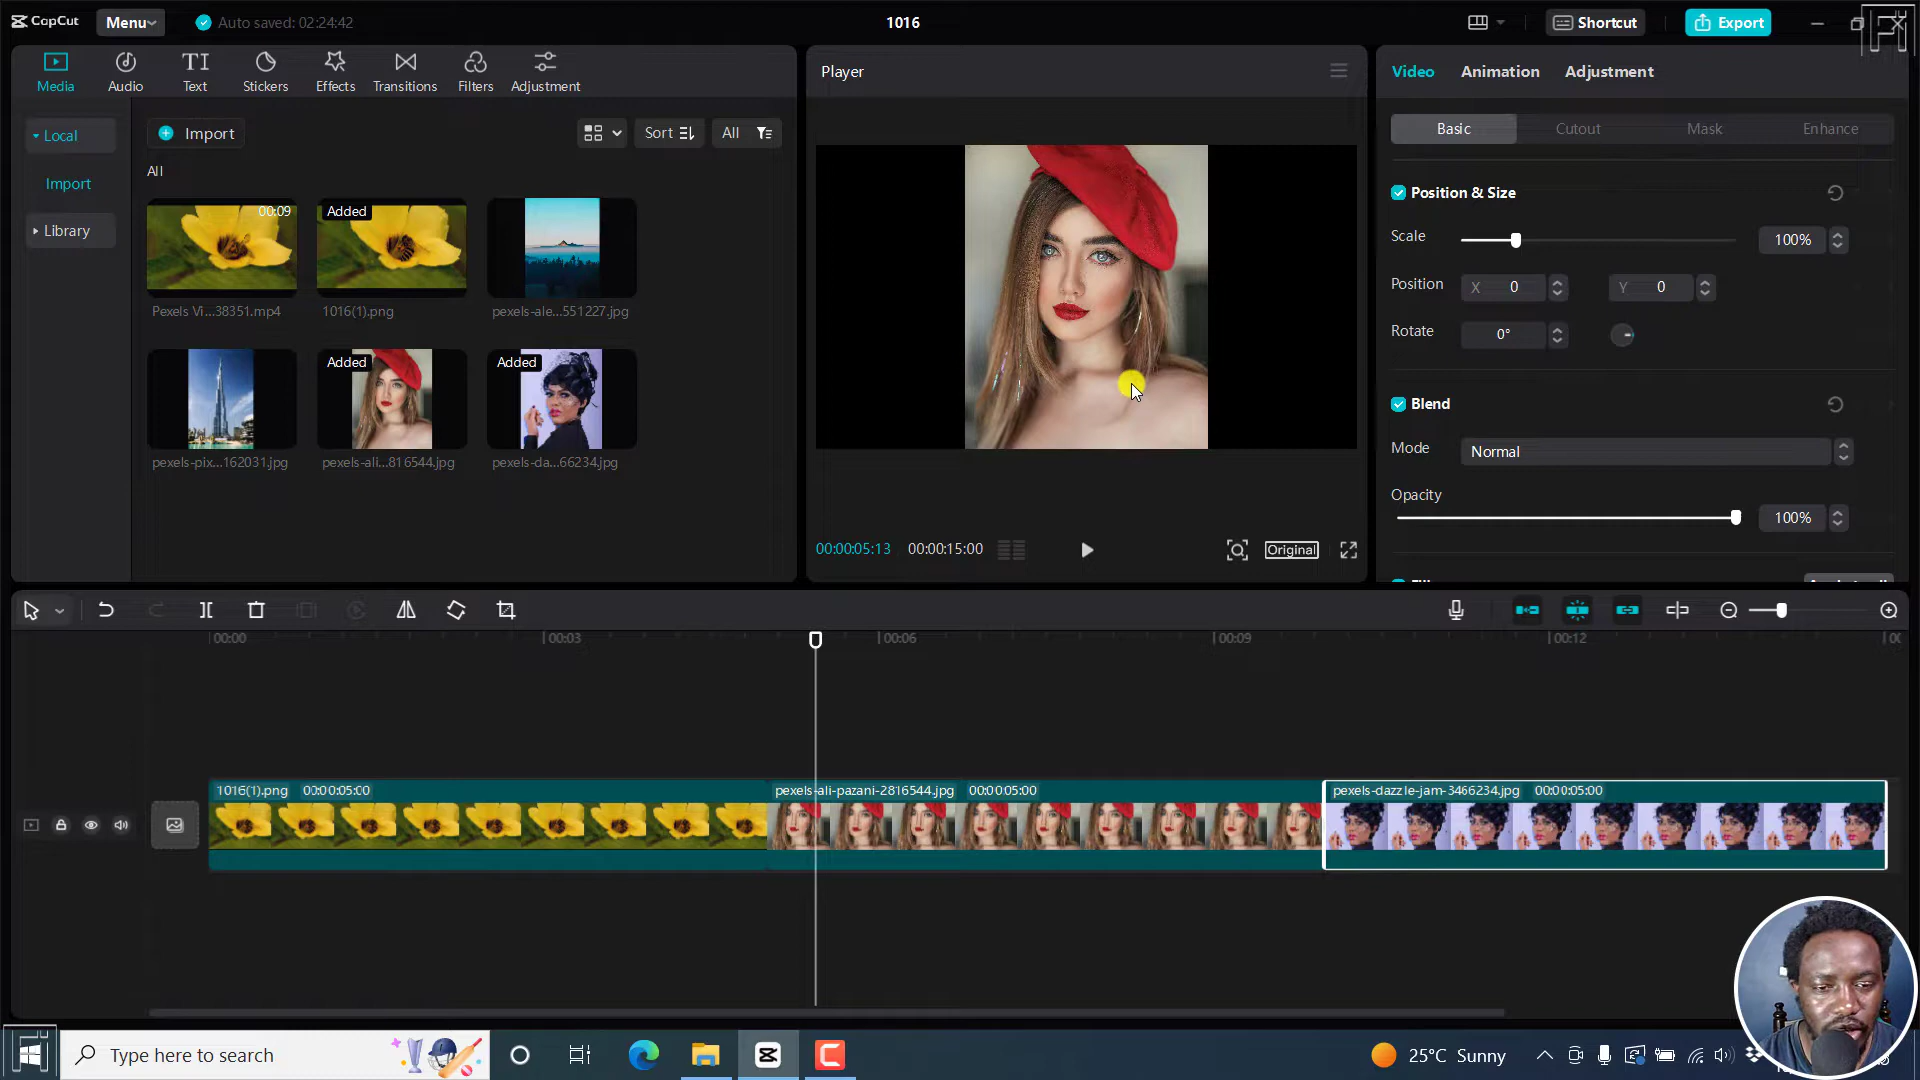 CapCut
Menu
Auto saved: 02:24:42
1016
Shortcut
Export
Media
Audio
Text
Stickers
Effects
Transitions
Filters
Adjustment
Player
Video
Animation
Adjustment
Local
Import
Library
Import
Sort
All
All
00:09
Pexels Vi...38351.mp4
Added
1016(1).png
pexels-ale...551227.jpg
pexels-pix...162031.jpg
Added
pexels-ali...816544.jpg
Added
pexels-da...66234.jpg
00:00:05:13
00:00:15:00
Original
Basic
Cutout
Mask
Enhance
Position & Size
Scale
100%
Position
X 0
Y 0
Rotate
0°
Blend
Mode
Normal
Opacity
100%
00:00
00:03
00:06
00:09
00:12
1016(1).png 00:00:05:00
pexels-ali-pazani-2816544.jpg 00:00:05:00
pexels-dazzle-jam-3466234.jpg 00:00:05:00
Type here to search
25°C Sunny